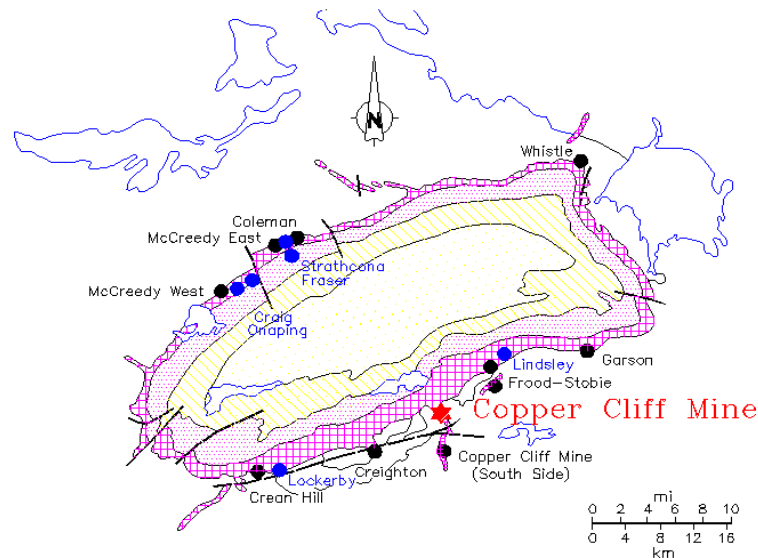 N
Whistle
Coleman
McCreedy East
Strathcona
Fraser
McCreedy West
Craig
Onaping
Lindsley
Garson
Frood-Stobie
Copper Cliff Mine
Copper Cliff Mine
(South Side)
Creighton
Lockerby
Crean Hill
mi
0 2 4 6 8 10
0 4 8 12 16
km